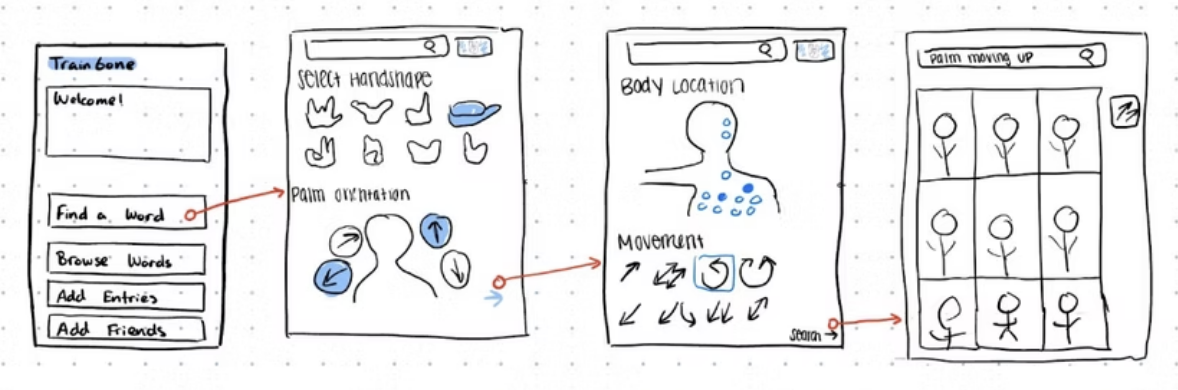 Trainbone
Welcome!
Find a Word
Browse Words
Add Entries
Add Friends
Select Handshape
Palm orientation
Body Location
Movement
search
palm moving up